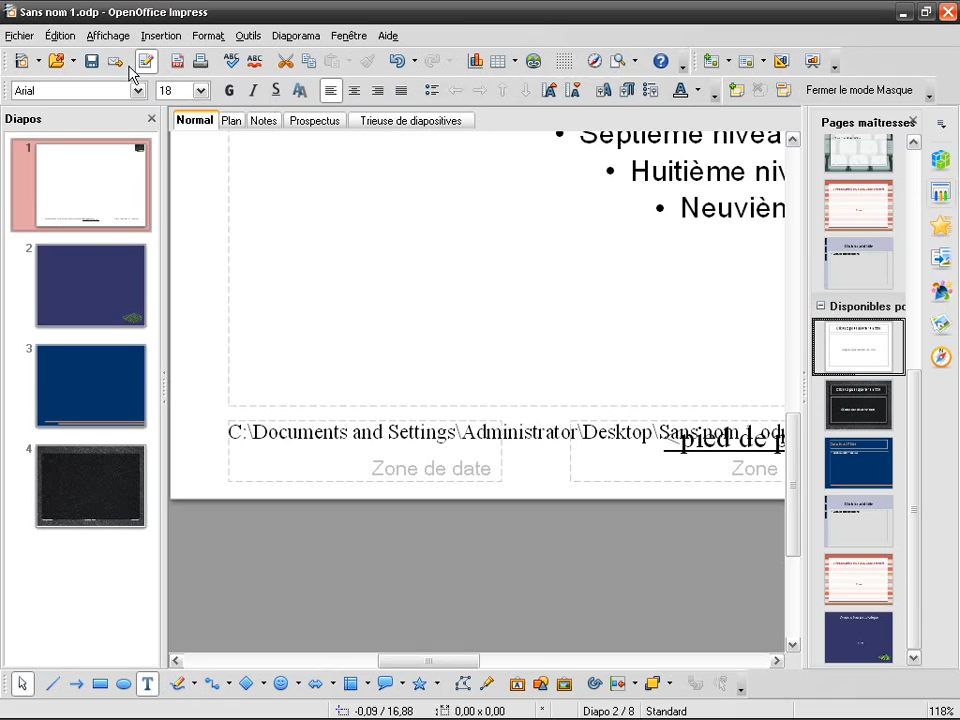 Sans nom 1.odp - OpenOffice Impress
Fichier Édition Affichage Insertion Format Outils Diaporama Fenêtre Aide
Arial 18 G I S A Fermer le mode Masque
Diapos
Normal Plan Notes Prospectus Trieuse de diapositives
Pages maîtresses
1
2
3
4
• Septième nivea
• Huitième niv
• Neuvièm
C:\Documents and Settings\Administrator\Desktop\Sans nom 1.odp
<pied de p
Zone de date
Zone
Disponibles po
-0,09 / 16,88 0,00 x 0,00 * Diapo 2 / 8 Standard 118%